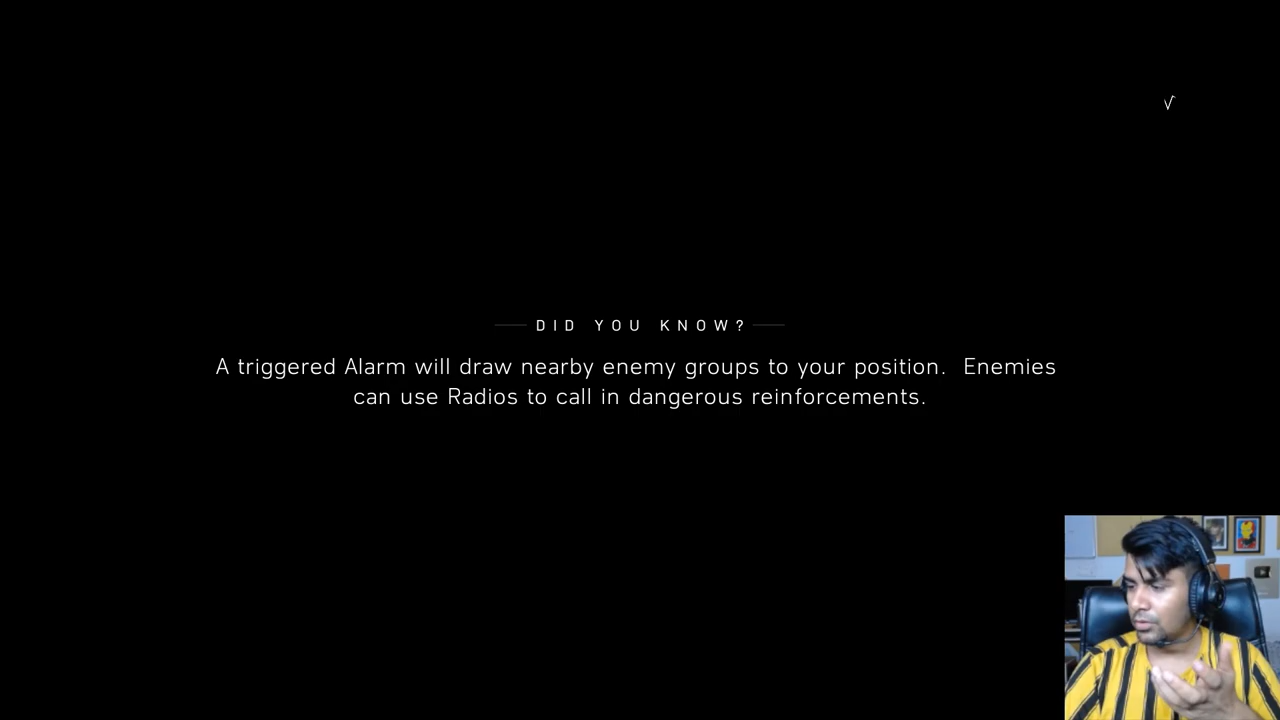 DID YOU KNOW?
A triggered Alarm will draw nearby enemy groups to your position.  Enemies
can use Radios to call in dangerous reinforcements.